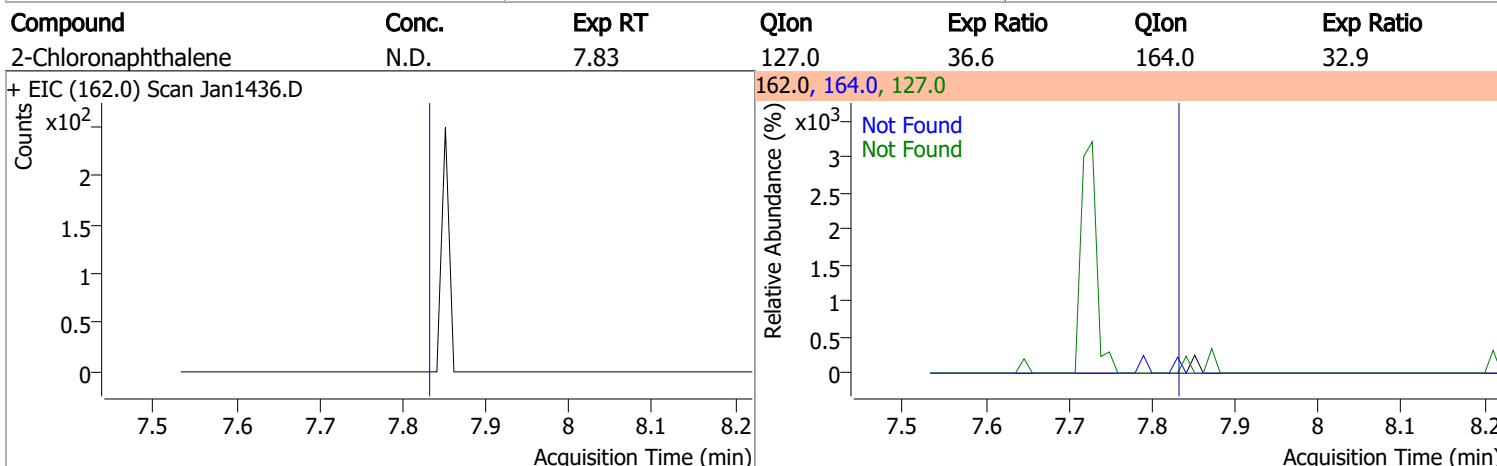 Compound Conc. Exp RT QIon Exp Ratio QIon Exp Ratio
2-Chloronaphthalene N.D. 7.83 127.0 36.6 164.0 32.9
+ EIC (162.0) Scan Jan1436.D
Counts
x10²
2
1.5
1
0.5
0
7.5 7.6 7.7 7.8 7.9 8 8.1 8.2
Acquisition Time (min)
162.0, 164.0, 127.0
Relative Abundance (%)
x10³
Not Found
Not Found
3
2.5
2
1.5
1
0.5
0
7.5 7.6 7.7 7.8 7.9 8 8.1 8.2
Acquisition Time (min)